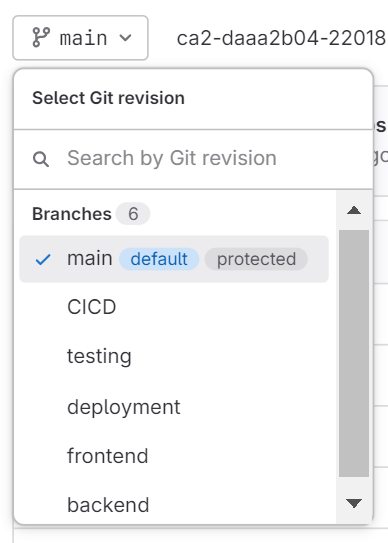 main
ca2-daaa2b04-22018
Select Git revision
Search by Git revision
Branches 6
main default protected
CICD
testing
deployment
frontend
backend